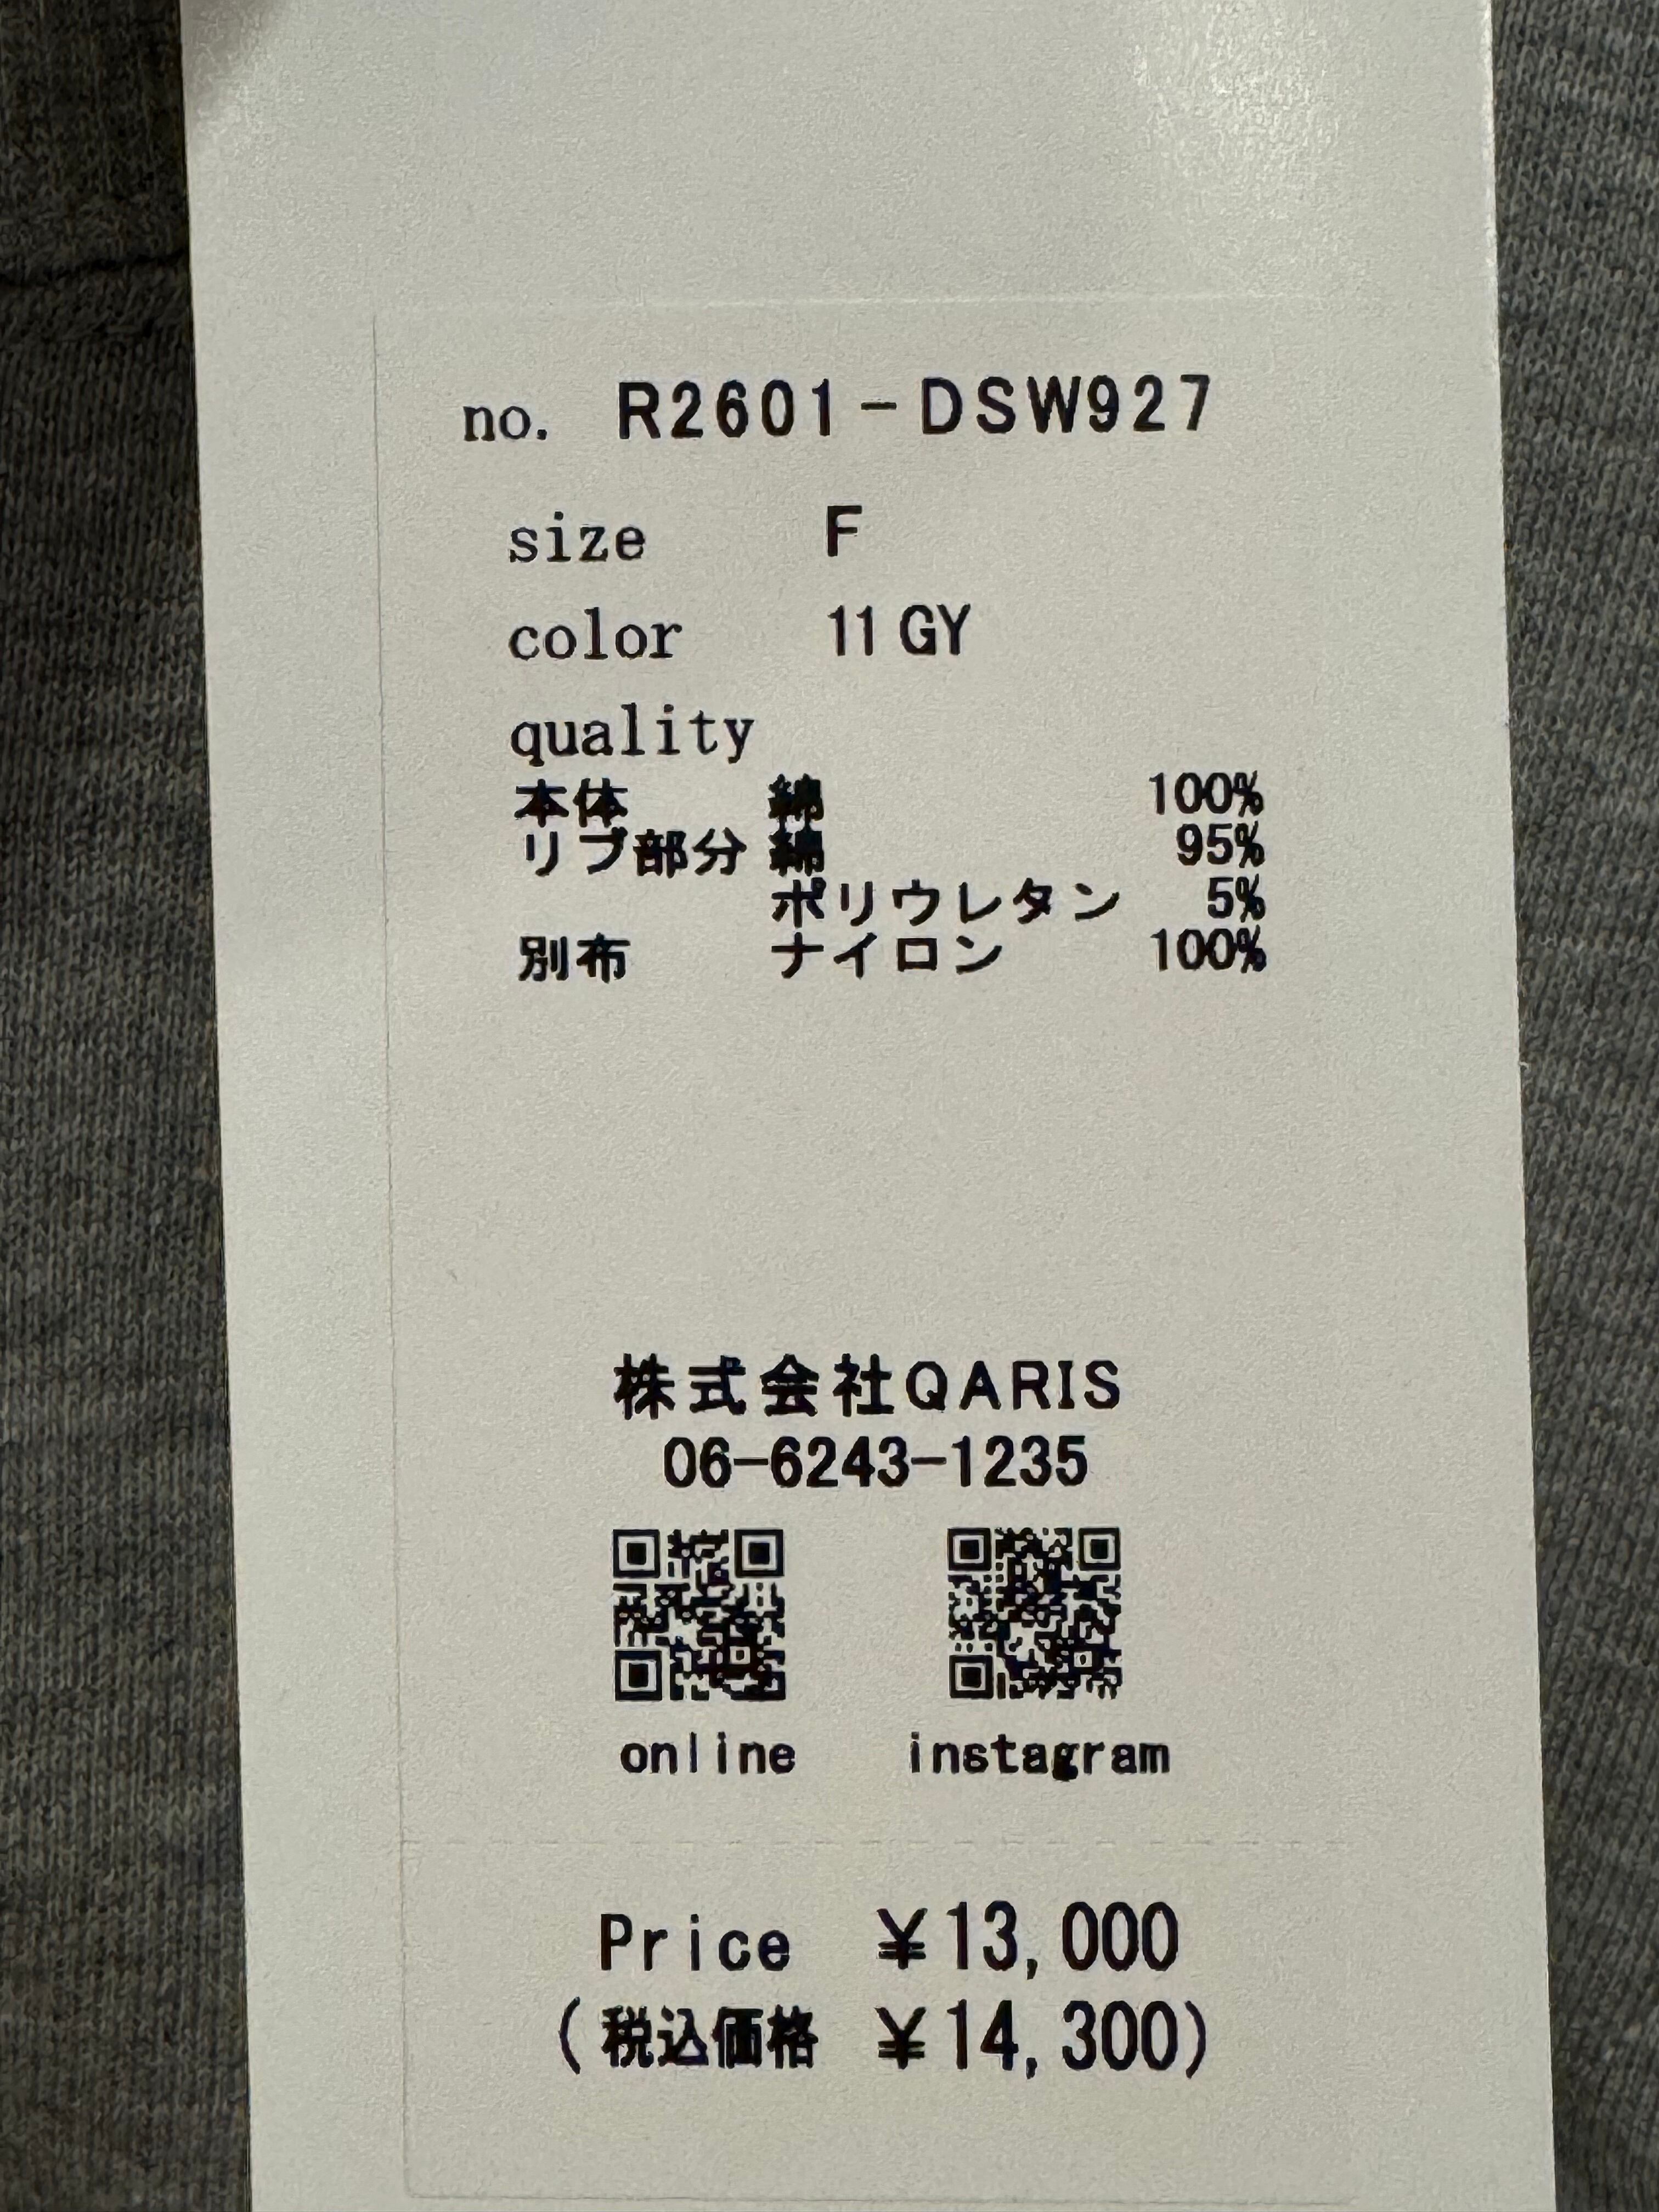 no. R2601-DSW927
size F
color 11 GY
quality
本体 綿 100%
リブ部分 綿 95%
ポリウレタン 5%
別布 ナイロン 100%
株式会社QARIS
06-6243-1235
online instagram
Price ¥13,000
(税込価格 ¥14,300)